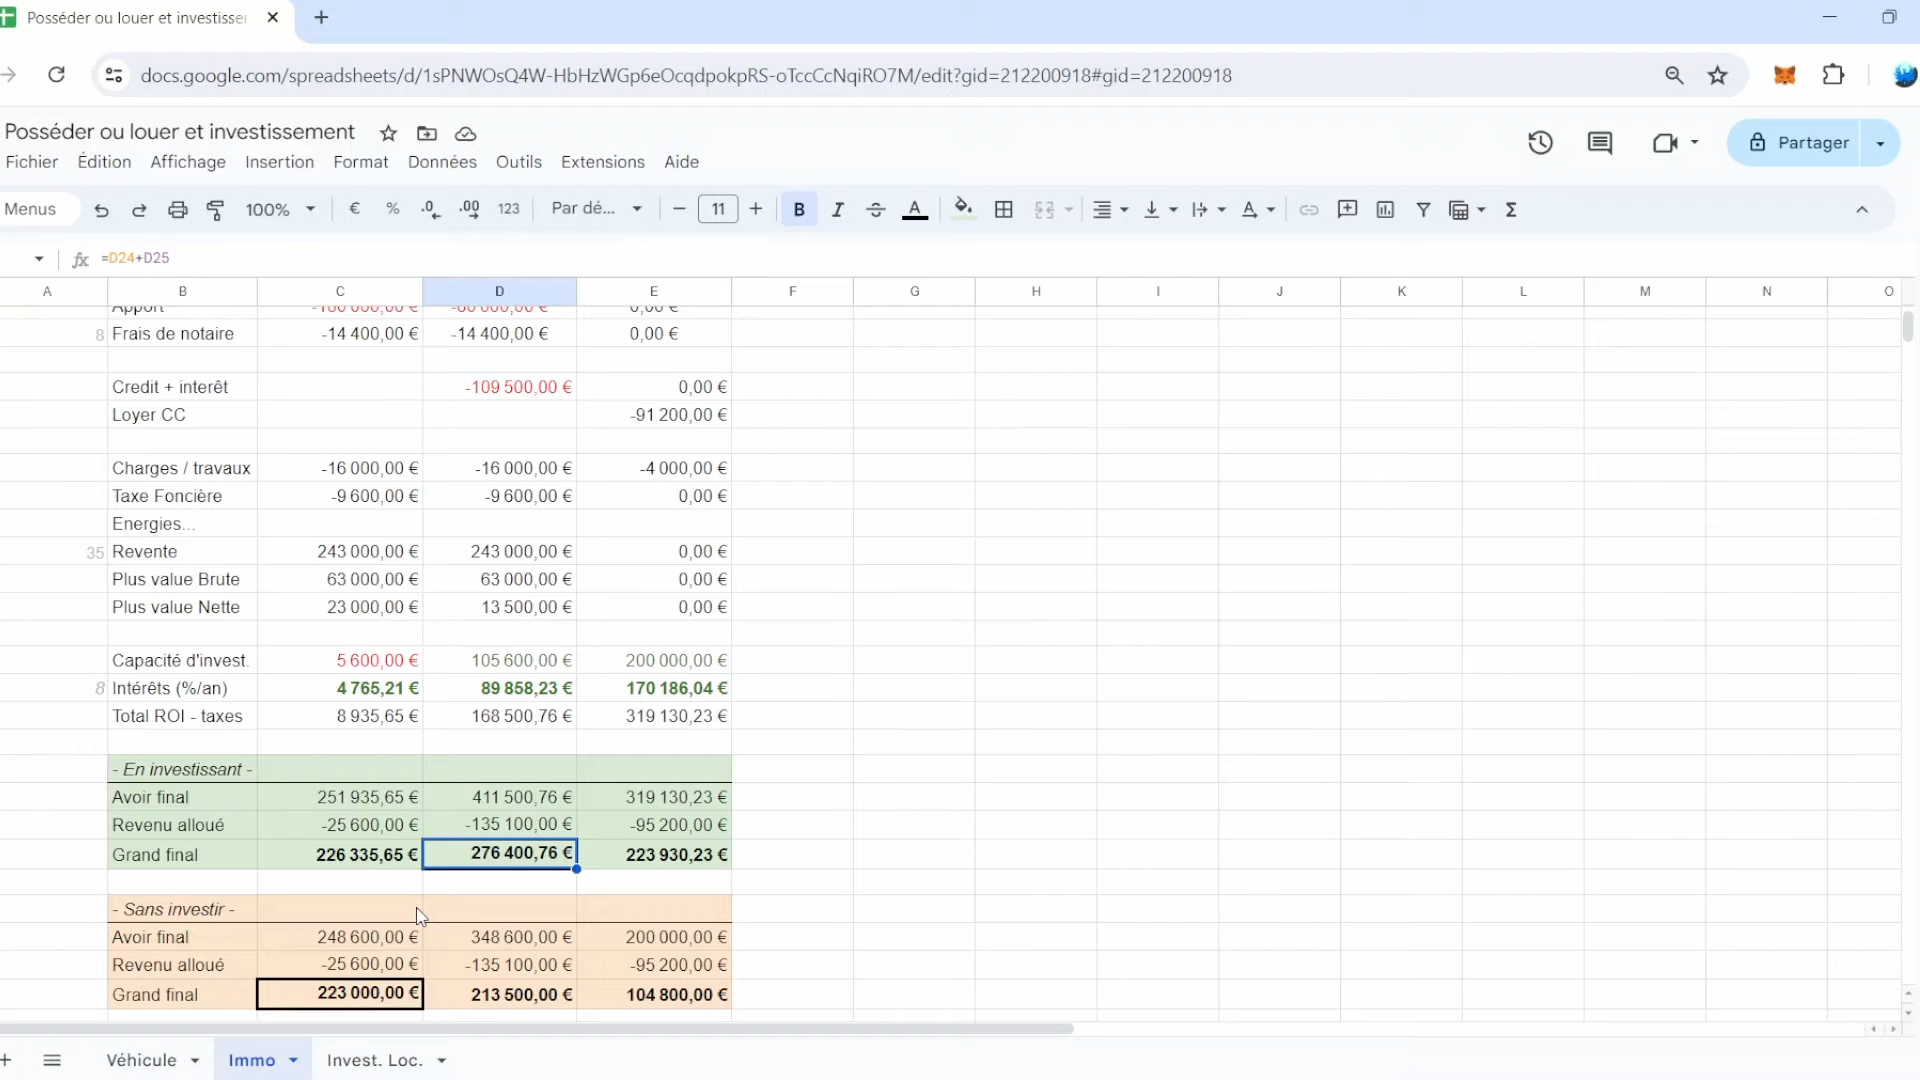 Posséder ou louer et investisser
docs.google.com/spreadsheets/d/1sPNWOsQ4W-HbHzWGp6eOcqdpokpRS-oTccCcNqiRO7M/edit?gid=212200918#gid=212200918
Posséder ou louer et investissement
Fichier Édition Affichage Insertion Format Données Outils Extensions Aide
Partager
Menus 100% € % .0 .00 123 Par dé... 11 B I A Σ
fx =D24+D25
A B C D E F G H I J K L M N O
Apport -180 000,00 € -80 000,00 € 0,00 €
8 Frais de notaire -14 400,00 € -14 400,00 € 0,00 €
Credit + interêt -109 500,00 € 0,00 €
Loyer CC -91 200,00 €
Charges / travaux -16 000,00 € -16 000,00 € -4 000,00 €
Taxe Foncière -9 600,00 € -9 600,00 € 0,00 €
Energies...
35 Revente 243 000,00 € 243 000,00 € 0,00 €
Plus value Brute 63 000,00 € 63 000,00 € 0,00 €
Plus value Nette 23 000,00 € 13 500,00 € 0,00 €
Capacité d'invest. 5 600,00 € 105 600,00 € 200 000,00 €
8 Intérêts (%/an) 4 765,21 € 89 858,23 € 170 186,04 €
Total ROI - taxes 8 935,65 € 168 500,76 € 319 130,23 €
- En investissant -
Avoir final 251 935,65 € 411 500,76 € 319 130,23 €
Revenu alloué -25 600,00 € -135 100,00 € -95 200,00 €
Grand final 226 335,65 € 276 400,76 € 223 930,23 €
- Sans investir -
Avoir final 248 600,00 € 348 600,00 € 200 000,00 €
Revenu alloué -25 600,00 € -135 100,00 € -95 200,00 €
Grand final 223 000,00 € 213 500,00 € 104 800,00 €
Véhicule Immo Invest. Loc.